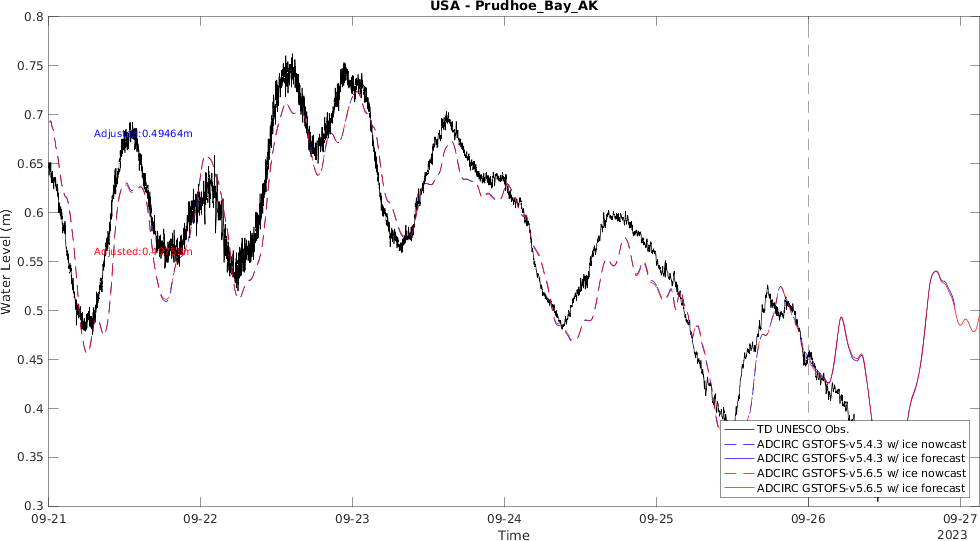 USA - Prudhoe_Bay_AK
0.8
0.75
0.7
0.65
0.6
0.55
0.5
0.45
0.4
0.35
0.3
Water Level (m)
Adjusted:0.49464m
TD UNESCO Obs.
ADCIRC GSTOFS-v5.4.3 w/ ice nowcast
ADCIRC GSTOFS-v5.4.3 w/ ice forecast
ADCIRC GSTOFS-v5.6.5 w/ ice nowcast
ADCIRC GSTOFS-v5.6.5 w/ ice forecast
09-21 09-22 09-23 09-24 09-25 09-26 09-27
Time
2023